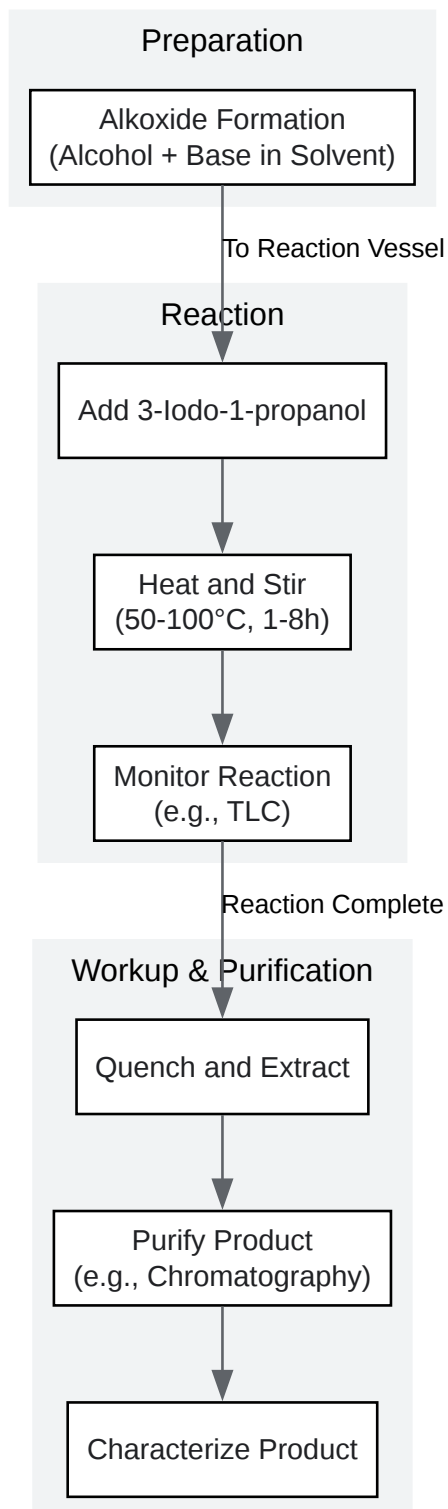 Preparation
Alkoxide Formation
(Alcohol + Base in Solvent)
To Reaction Vessel
Reaction
Add 3-Iodo-1-propanol
Heat and Stir
(50-100°C, 1-8h)
Monitor Reaction
(e.g., TLC)
Reaction Complete
Workup & Purification
Quench and Extract
Purify Product
(e.g., Chromatography)
Characterize Product